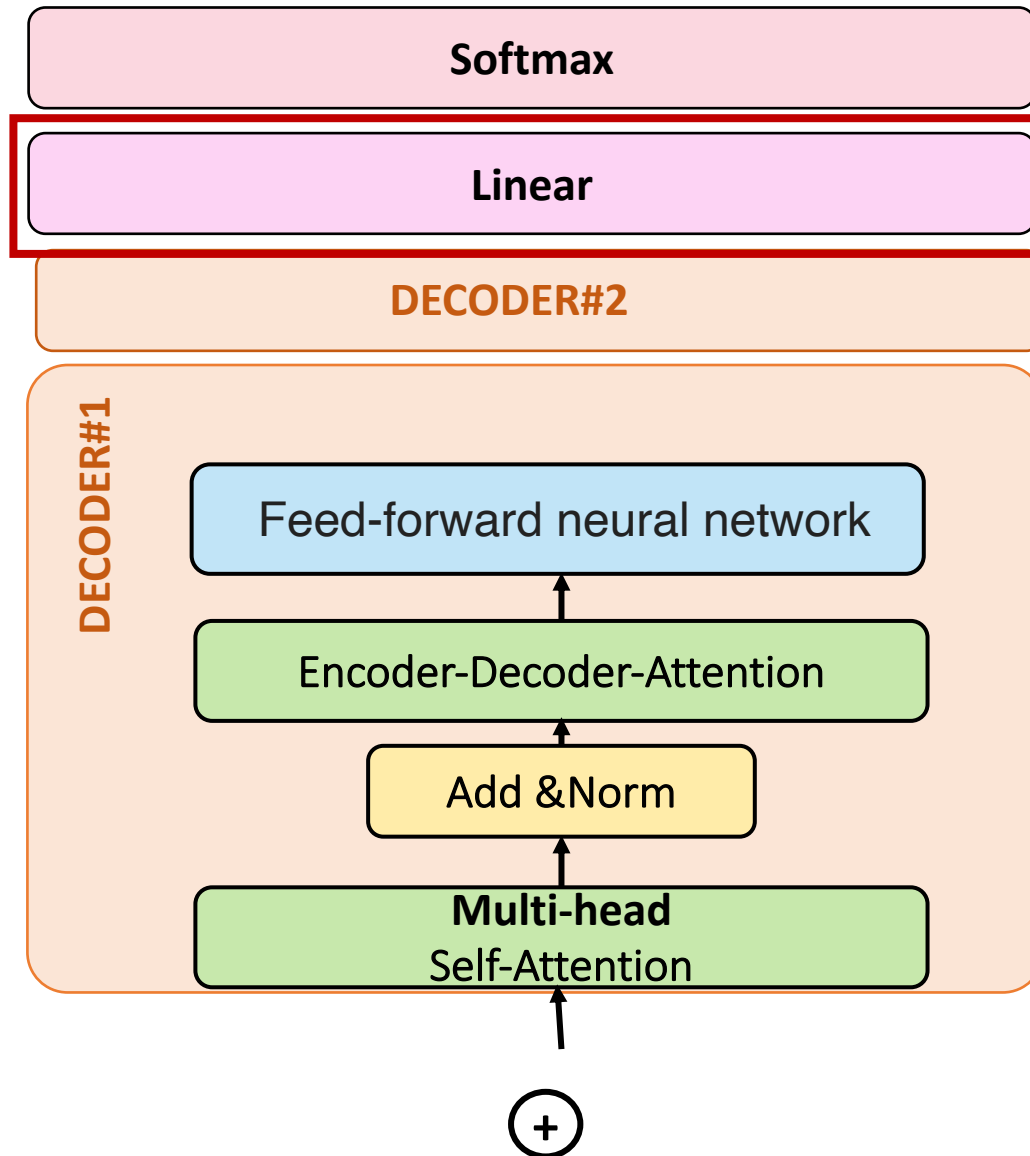 Softmax
Linear
DECODER#2
DECODER#1
Feed-forward neural network
Encoder-Decoder-Attention
Add &Norm
Multi-head
Self-Attention
+